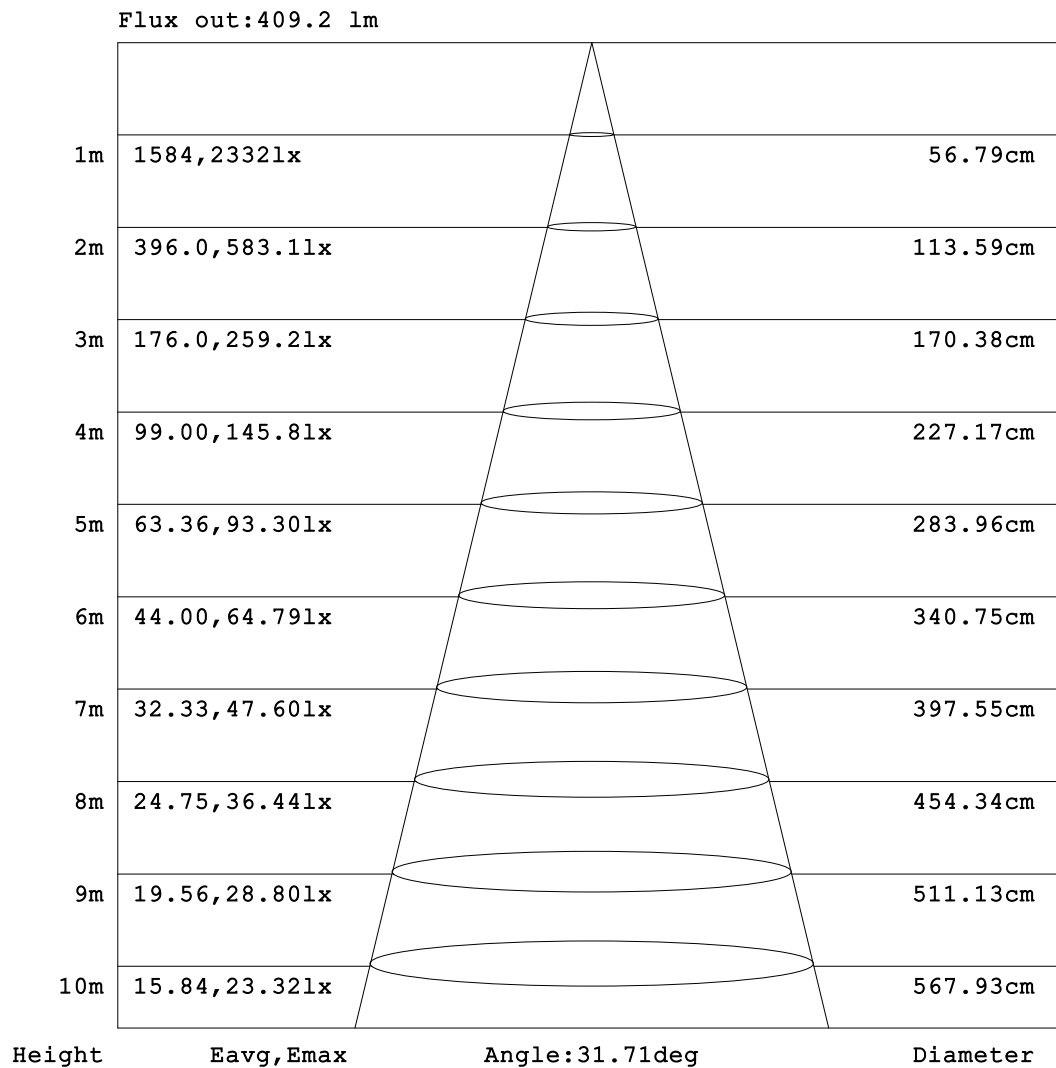 Flux out:409.2 lm
1m 1584,2332lx 56.79cm
2m 396.0,583.1lx 113.59cm
3m 176.0,259.2lx 170.38cm
4m 99.00,145.8lx 227.17cm
5m 63.36,93.30lx 283.96cm
6m 44.00,64.79lx 340.75cm
7m 32.33,47.60lx 397.55cm
8m 24.75,36.44lx 454.34cm
9m 19.56,28.80lx 511.13cm
10m 15.84,23.32lx 567.93cm
Height Eavg,Emax Angle:31.71deg Diameter